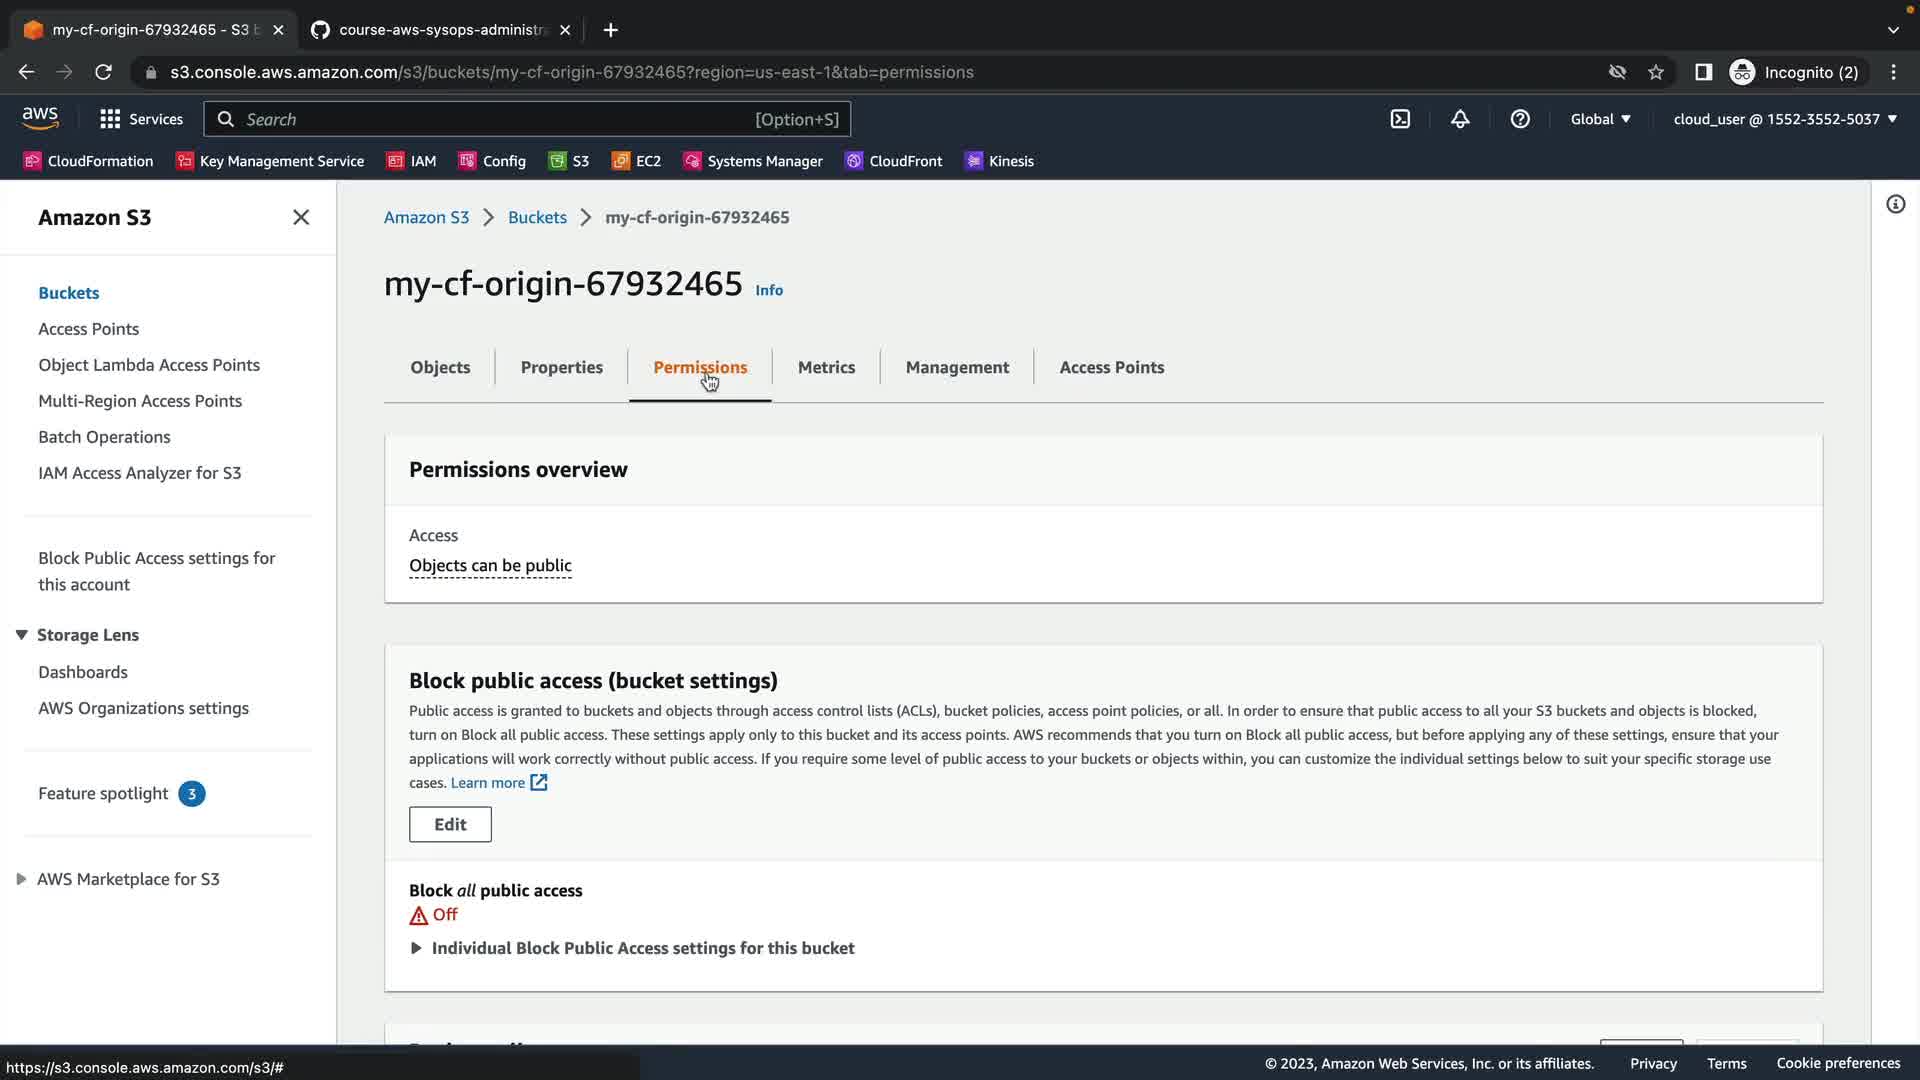 my-cf-origin-67932465 - S3 b
course-aws-sysops-administra
s3.console.aws.amazon.com/s3/buckets/my-cf-origin-67932465?region=us-east-1&tab=permissions
Incognito (2)
aws
Services
Search
[Option+S]
Global
cloud_user @ 1552-3552-5037
CloudFormation
Key Management Service
IAM
Config
S3
EC2
Systems Manager
CloudFront
Kinesis
Amazon S3
Buckets
Access Points
Object Lambda Access Points
Multi-Region Access Points
Batch Operations
IAM Access Analyzer for S3
Block Public Access settings for
this account
Storage Lens
Dashboards
AWS Organizations settings
Feature spotlight 3
AWS Marketplace for S3
Amazon S3 > Buckets > my-cf-origin-67932465
my-cf-origin-67932465 Info
Objects
Properties
Permissions
Metrics
Management
Access Points
Permissions overview
Access
Objects can be public
Block public access (bucket settings)
Public access is granted to buckets and objects through access control lists (ACLs), bucket policies, access point policies, or all. In order to ensure that public access to all your S3 buckets and objects is blocked,
turn on Block all public access. These settings apply only to this bucket and its access points. AWS recommends that you turn on Block all public access, but before applying any of these settings, ensure that your
applications will work correctly without public access. If you require some level of public access to your buckets or objects within, you can customize the individual settings below to suit your specific storage use
cases. Learn more
Edit
Block all public access
Off
Individual Block Public Access settings for this bucket
https://s3.console.aws.amazon.com/s3/#
© 2023, Amazon Web Services, Inc. or its affiliates.
Privacy
Terms
Cookie preferences